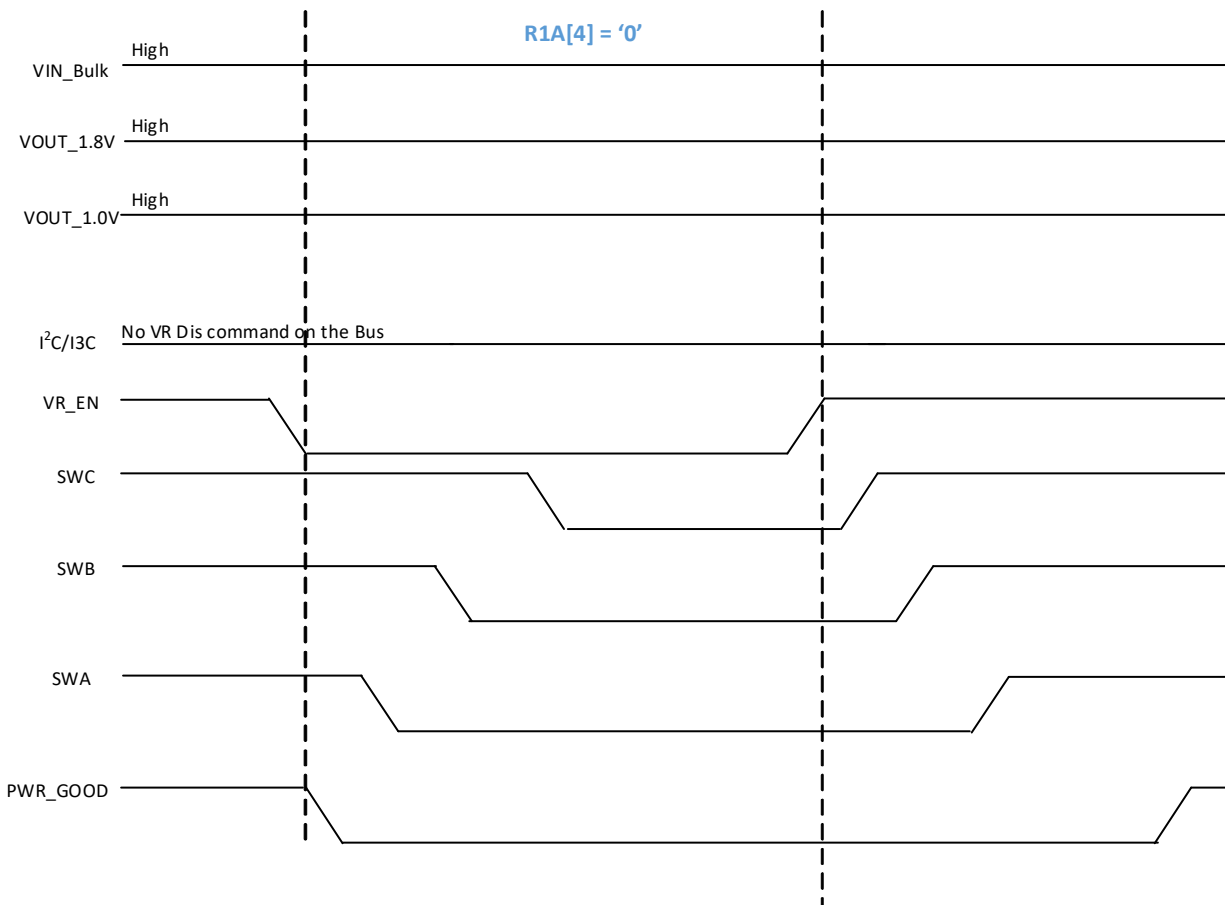 R1A[4] = ‘0’
High
VIN_Bulk
High
VOUT_1.8V
High
VOUT_1.0V
No VR Dis command on the Bus
I²C/I3C
VR_EN
SWC
SWB
SWA
PWR_GOOD